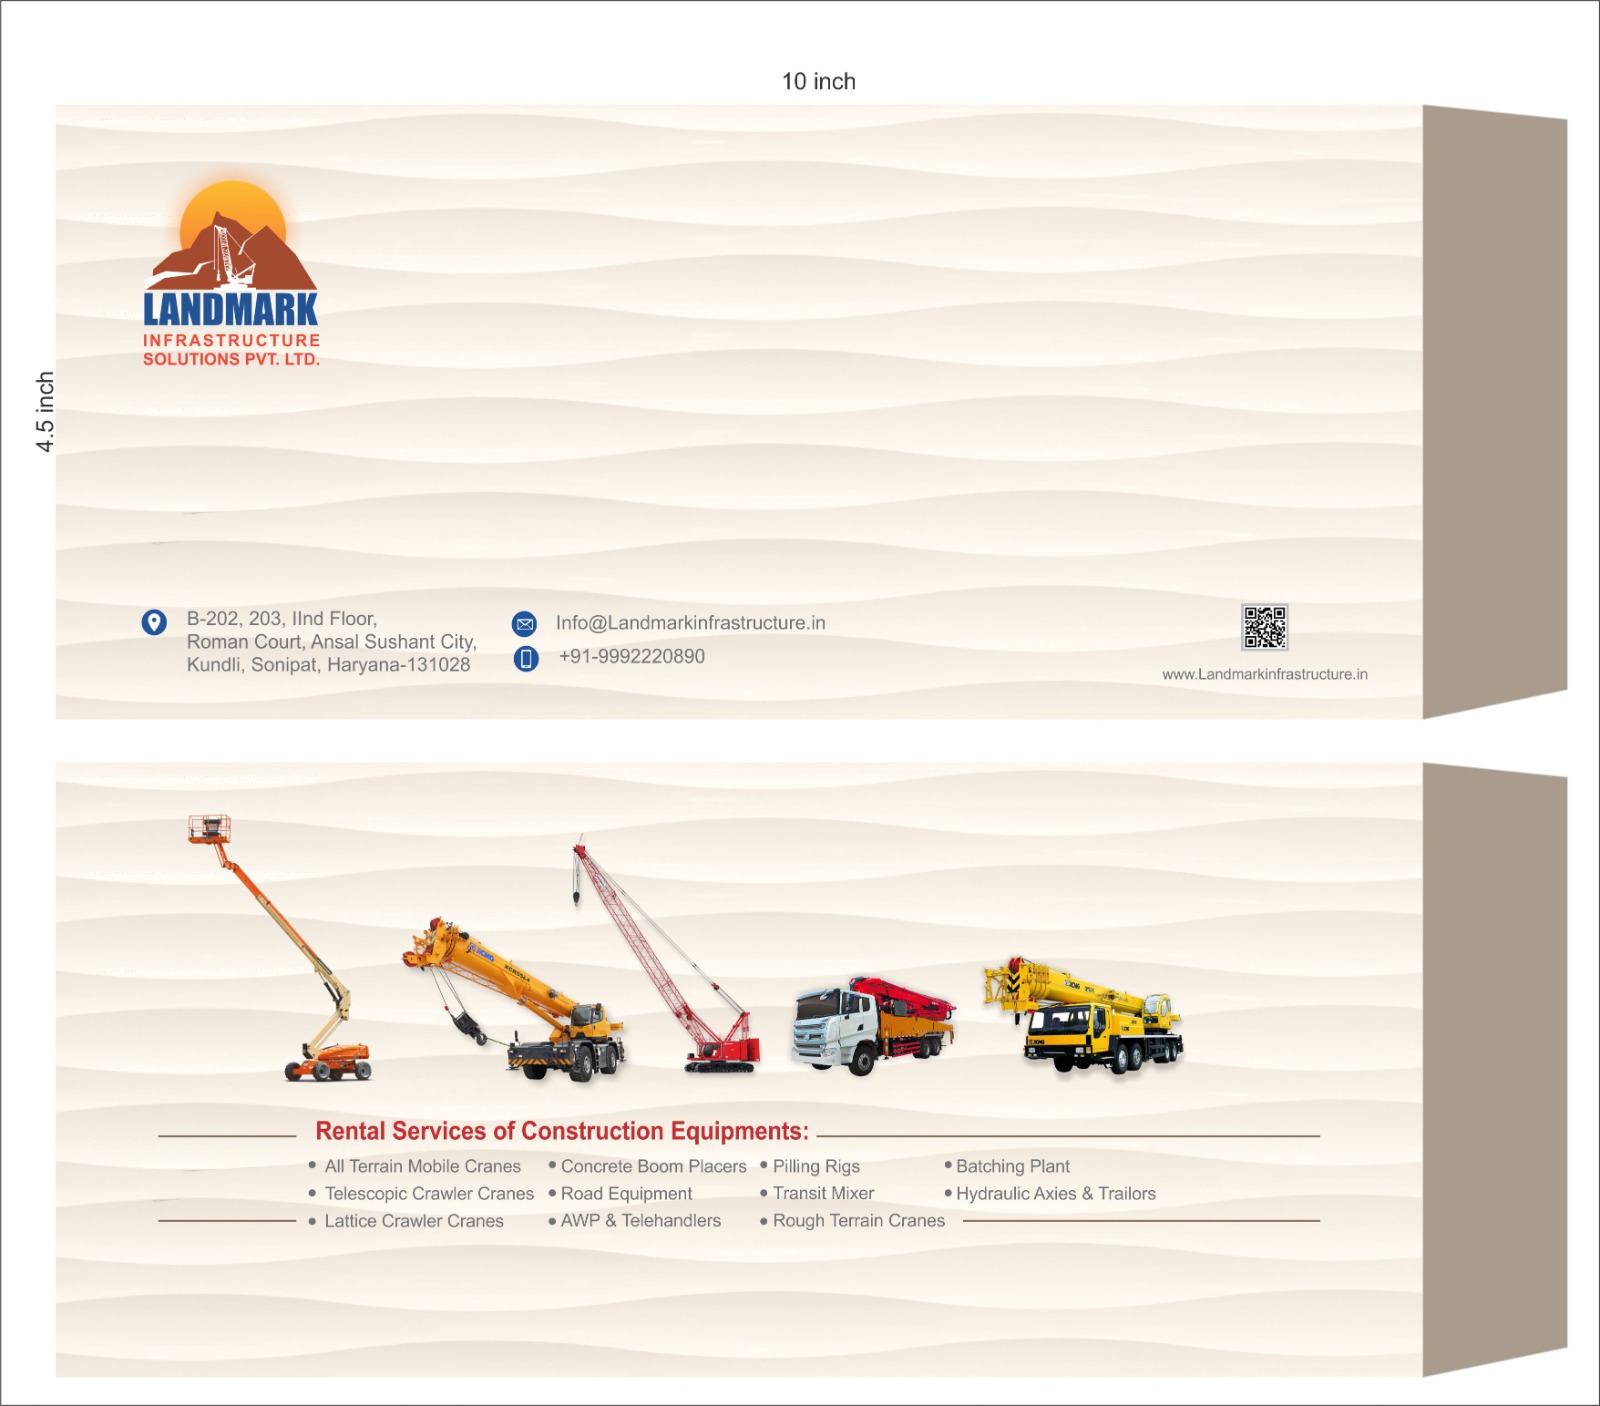 10 inch
4.5 inch
LANDMARK
INFRASTRUCTURE
SOLUTIONS PVT. LTD.
B-202, 203, IInd Floor,
Roman Court, Ansal Sushant City,
Kundli, Sonipat, Haryana-131028
Info@Landmarkinfrastructure.in
+91-9992220890
www.Landmarkinfrastructure.in
XCMG
XCMG
XCMG
Rental Services of Construction Equipments:
• All Terrain Mobile Cranes • Concrete Boom Placers • Pilling Rigs • Batching Plant
• Telescopic Crawler Cranes • Road Equipment • Transit Mixer • Hydraulic Axies & Trailors
• Lattice Crawler Cranes • AWP & Telehandlers • Rough Terrain Cranes